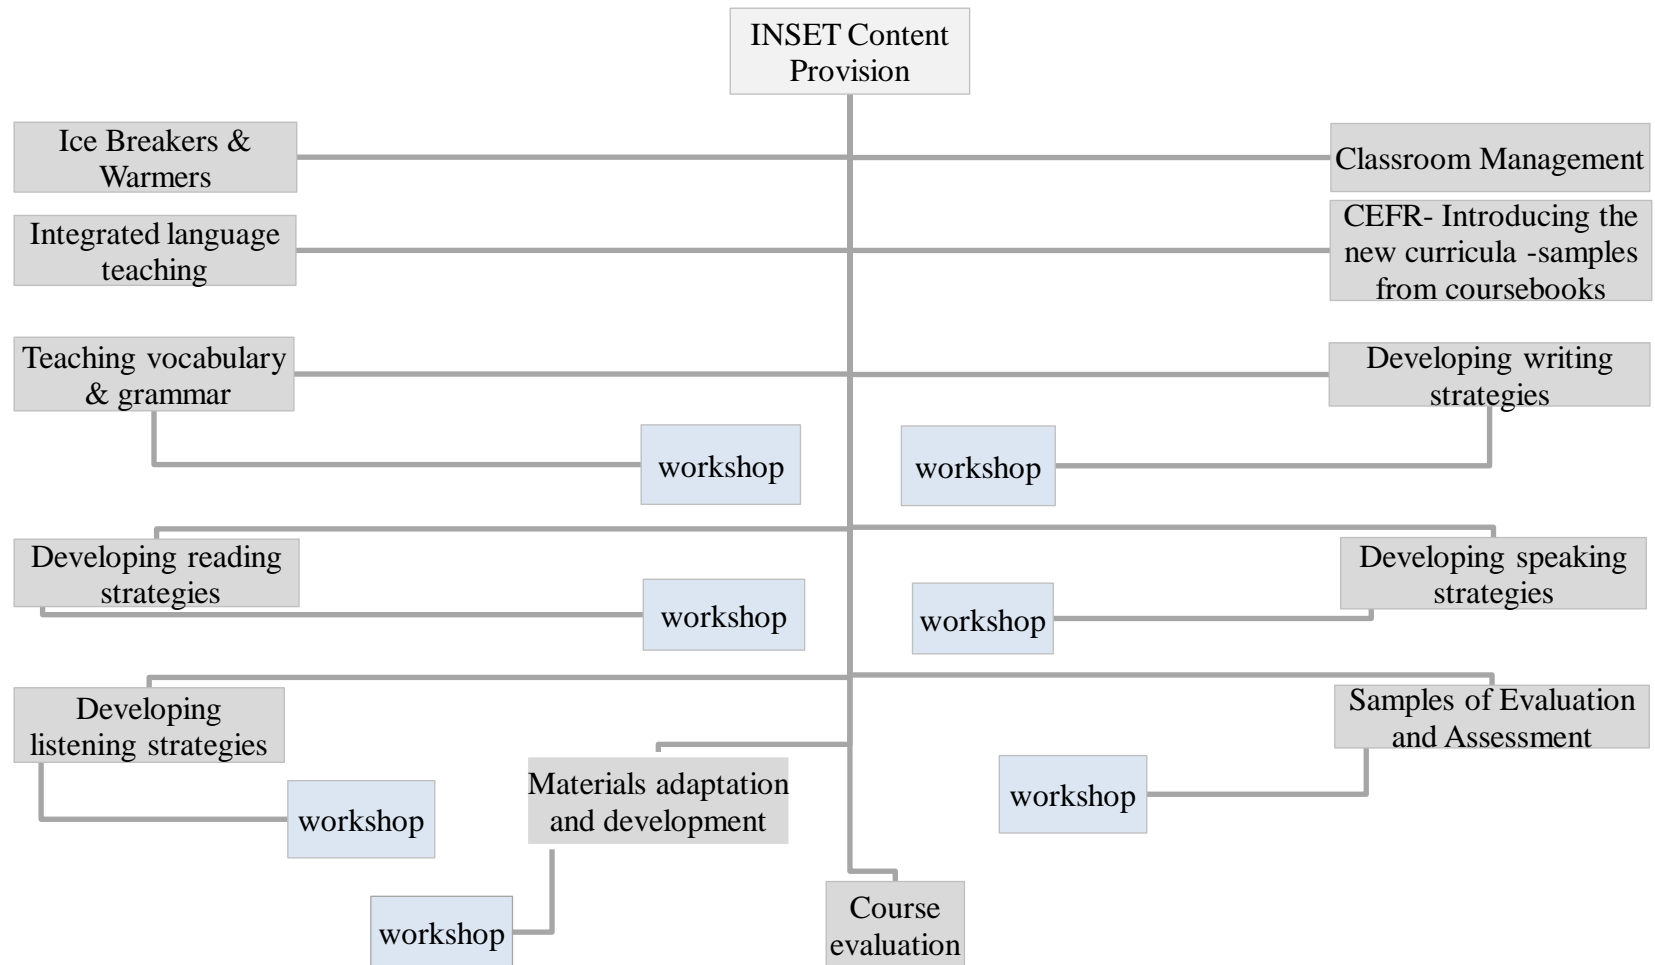 INSET Content
Provision
Ice Breakers &
Warmers
Classroom Management
Integrated language
teaching
CEFR- Introducing the
new curricula -samples
from coursebooks
Teaching vocabulary
& grammar
Developing writing
strategies
workshop
workshop
Developing reading
strategies
Developing speaking
strategies
workshop
workshop
Developing
listening strategies
Samples of Evaluation
and Assessment
Materials adaptation
and development
workshop
workshop
workshop
Course
evaluation